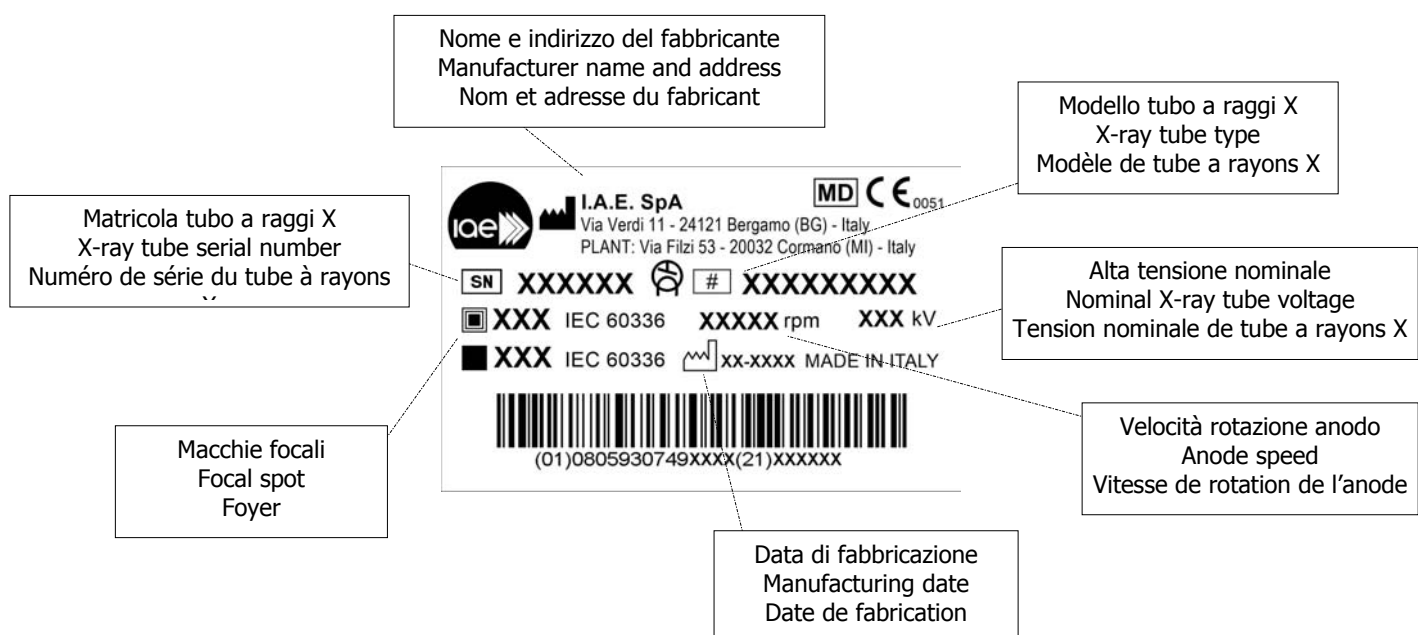 Nome e indirizzo del fabbricante
Manufacturer name and address
Nom et adresse du fabricant
Modello tubo a raggi X
X-ray tube type
Modèle de tube a rayons X
Matricola tubo a raggi X
X-ray tube serial number
Numéro de série du tube à rayons
iae
I.A.E. SpA
MD CE 0051
Via Verdi 11 - 24121 Bergamo (BG) - Italy
PLANT: Via Filzi 53 - 20032 Cormano (MI) - Italy
SN XXXXXX # XXXXXXXXX
XXX IEC 60336 XXXXX rpm XXX kV
XXX IEC 60336 XX-XXXX MADE IN ITALY
(01)0805930749XXXX(21)XXXXXX
Alta tensione nominale
Nominal X-ray tube voltage
Tension nominale de tube a rayons X
Macchie focali
Focal spot
Foyer
Velocità rotazione anodo
Anode speed
Vitesse de rotation de l'anode
Data di fabbricazione
Manufacturing date
Date de fabrication